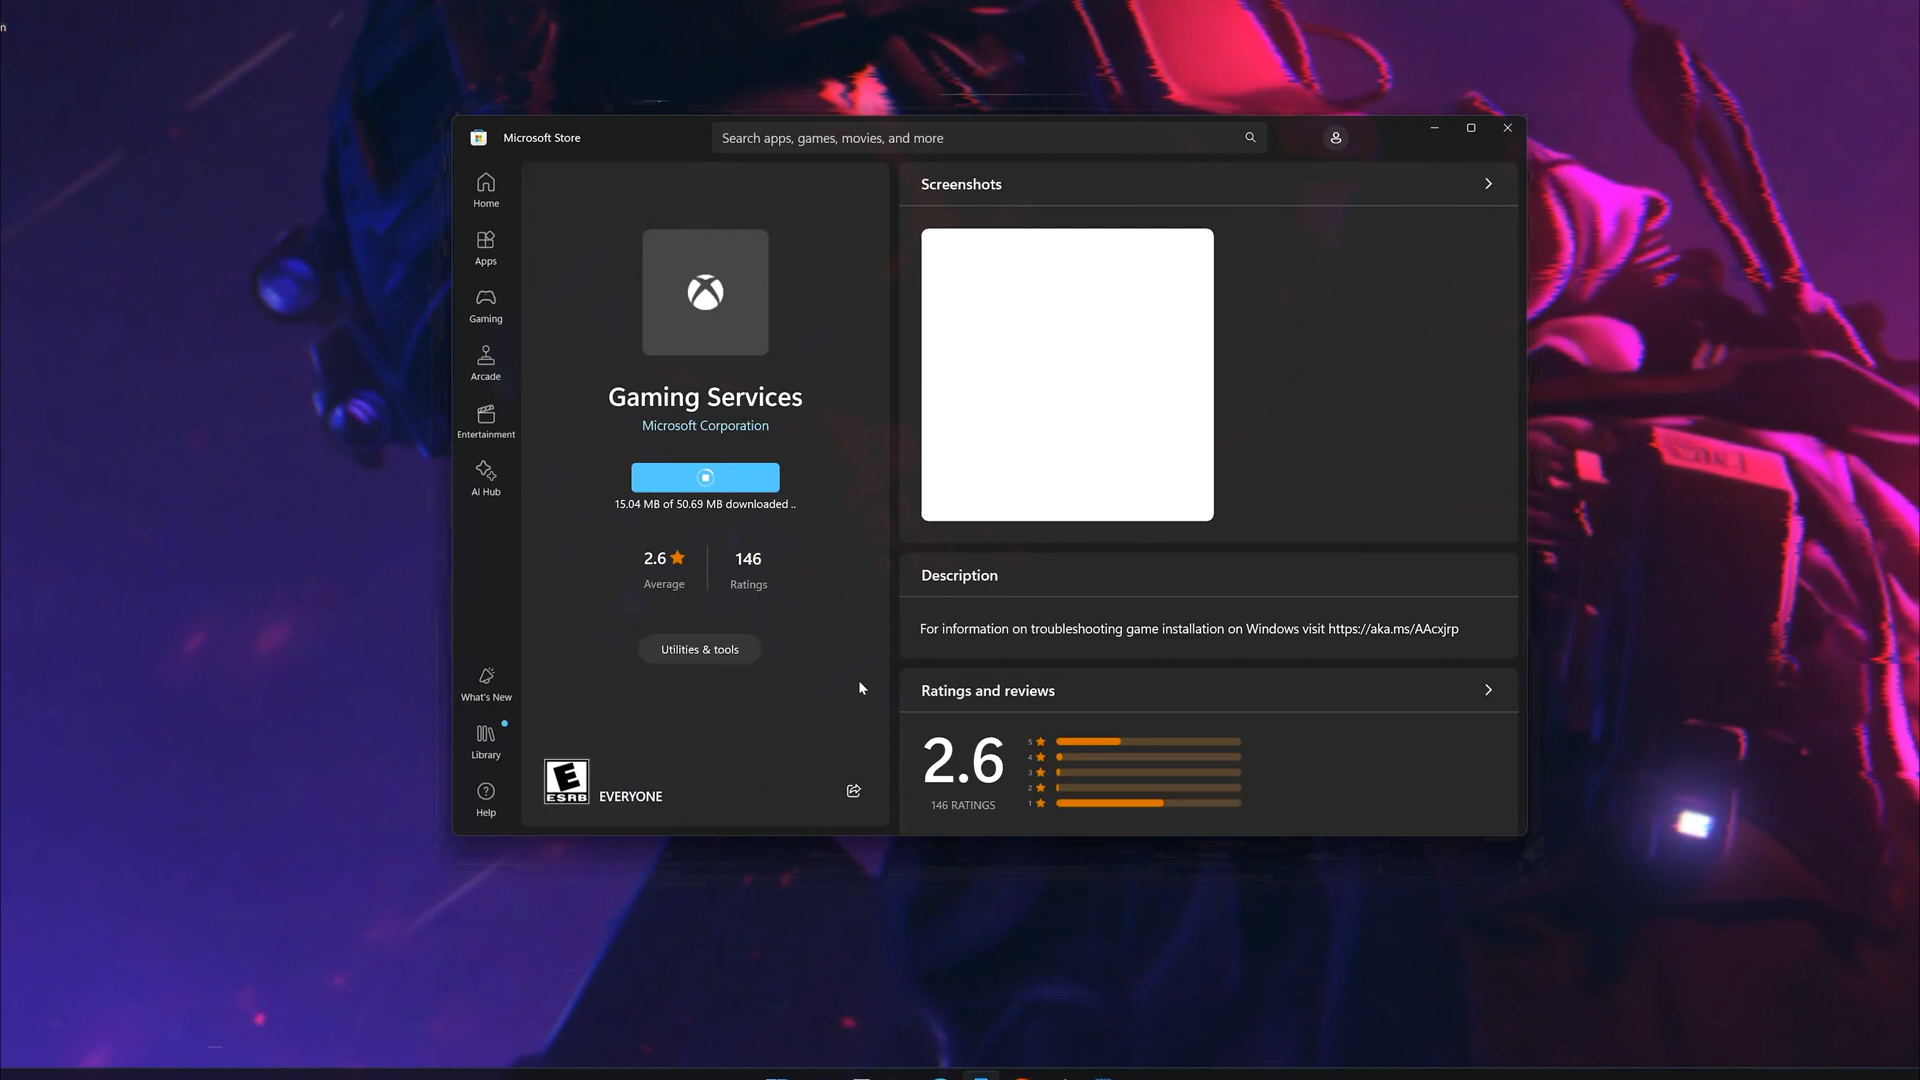 n
Microsoft Store
Search apps, games, movies, and more
Home
Apps
Gaming
Arcade
Entertainment
AI Hub
What's New
Library
Help
Gaming Services
Microsoft Corporation
15.04 MB of 50.69 MB downloaded ..
2.6
Average
146
Ratings
Utilities & tools
E
ESRB
EVERYONE
Screenshots
Description
For information on troubleshooting game installation on Windows visit https://aka.ms/AAcxjrp
Ratings and reviews
2.6
146 RATINGS
5
4
3
2
1